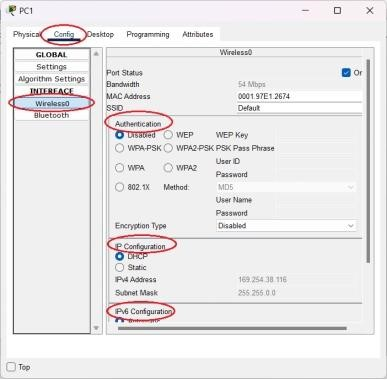 PC1
Physical Config Desktop Programming Attributes
GLOBAL
Settings
Algorithm Settings
INTERFACE
Wireless0
Bluetooth
Wireless0
Port Status On
Bandwidth 54 Mbps
MAC Address 0001.97E1.2674
SSID Default
Authentication
Disabled WEP WEP Key
WPA-PSK WPA2-PSK PSK Pass Phrase
User ID
WPA WPA2
Password
802.1X Method: MD5
User Name
Password
Encryption Type Disabled
IP Configuration
DHCP
Static
IPv4 Address 169.254.38.116
Subnet Mask 255.255.0.0
IPv6 Configuration
Top